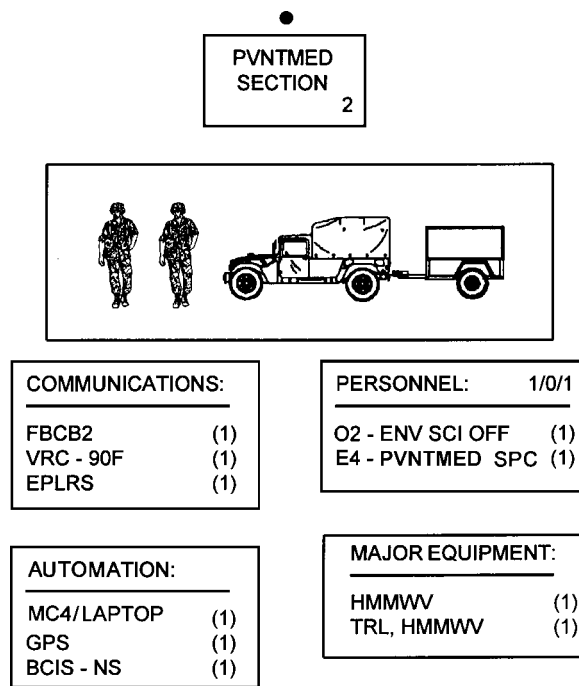 PVNTMED
SECTION
2
COMMUNICATIONS:
FBCB2 (1)
VRC - 90F (1)
EPLRS (1)
PERSONNEL: 1/0/1
O2 - ENV SCI OFF (1)
E4 - PVNTMED SPC (1)
AUTOMATION:
MC4/LAPTOP (1)
GPS (1)
BCIS - NS (1)
MAJOR EQUIPMENT:
HMMWV (1)
TRL, HMMWV (1)